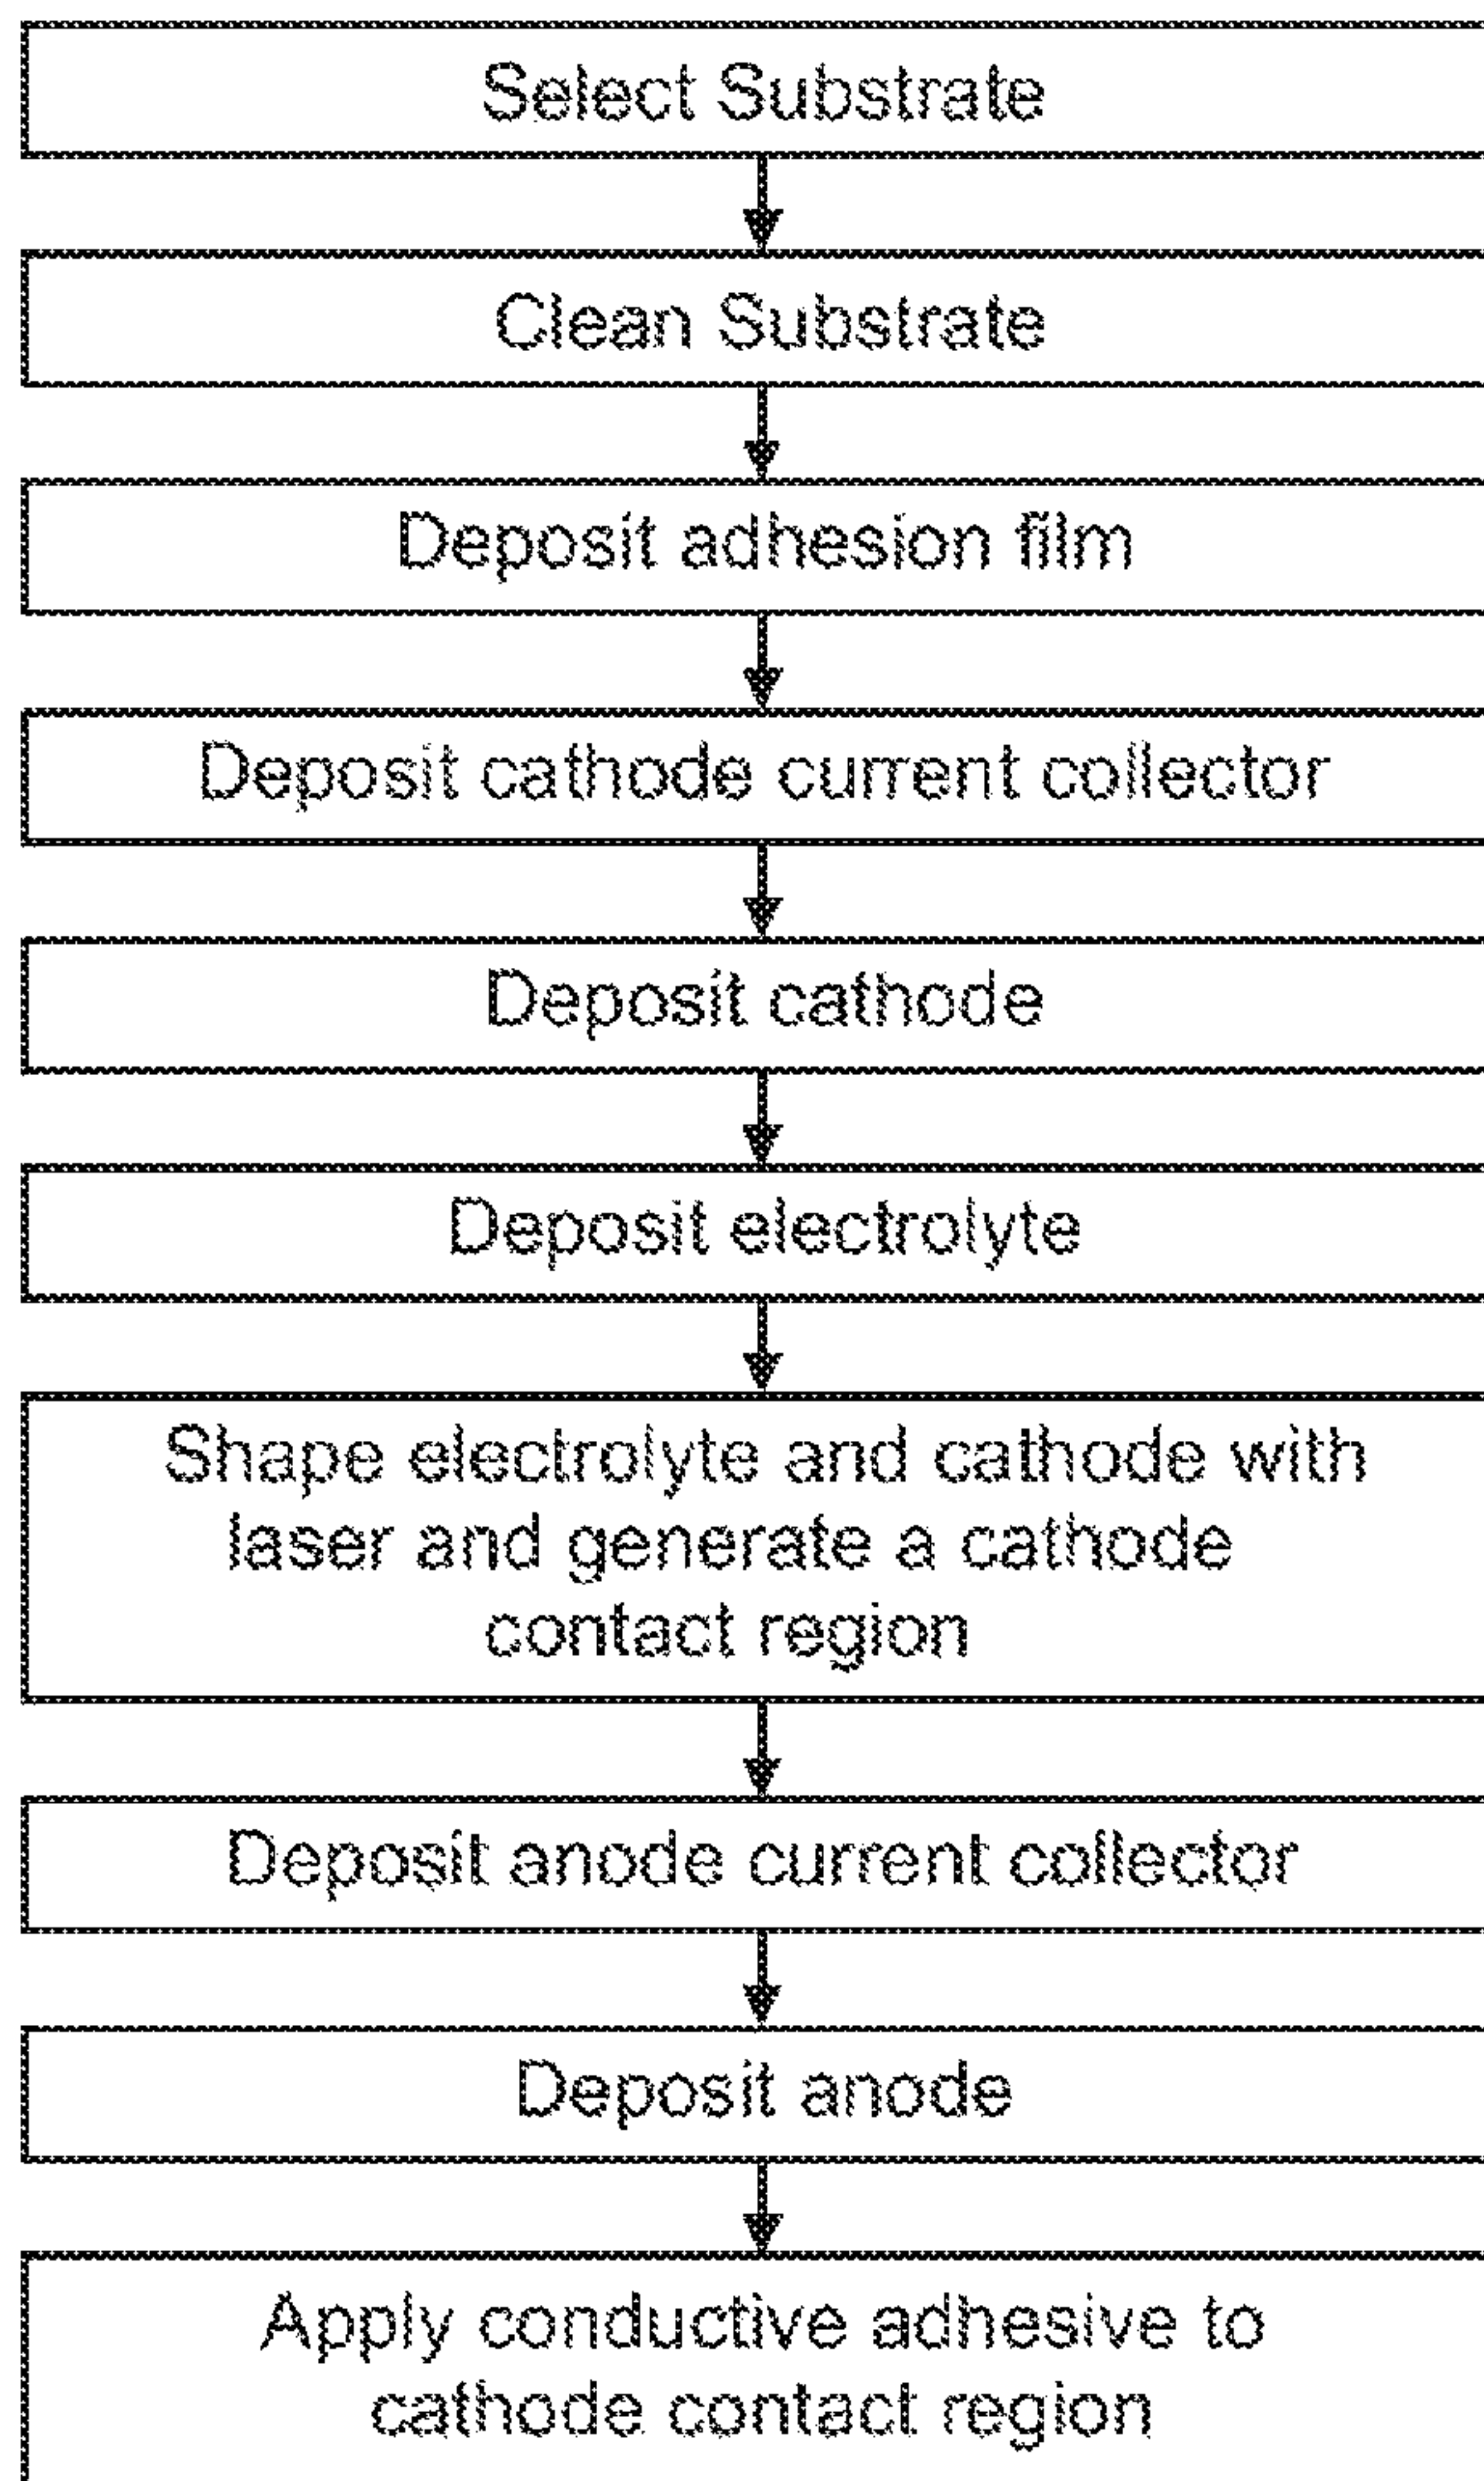 Select Substrate
Clean Substrate
Deposit adhesion film
Deposit cathode current collector
Deposit cathode
Deposit electrolyte
Shape electrolyte and cathode with
laser and generate a cathode
contact region
Deposit anode current collector
Deposit anode
Apply conductive adhesive to
cathode contact region